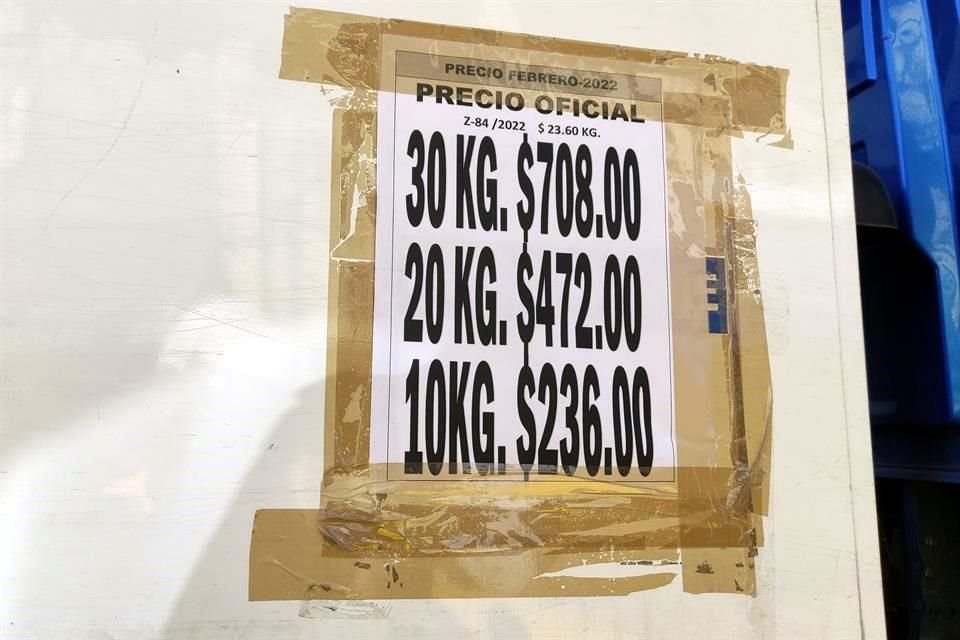 PRECIO FEBRERO-2022
PRECIO OFICIAL
Z-84 /2022 $ 23.60 KG.
30 KG. $708.00
20 KG. $472.00
10KG. $236.00